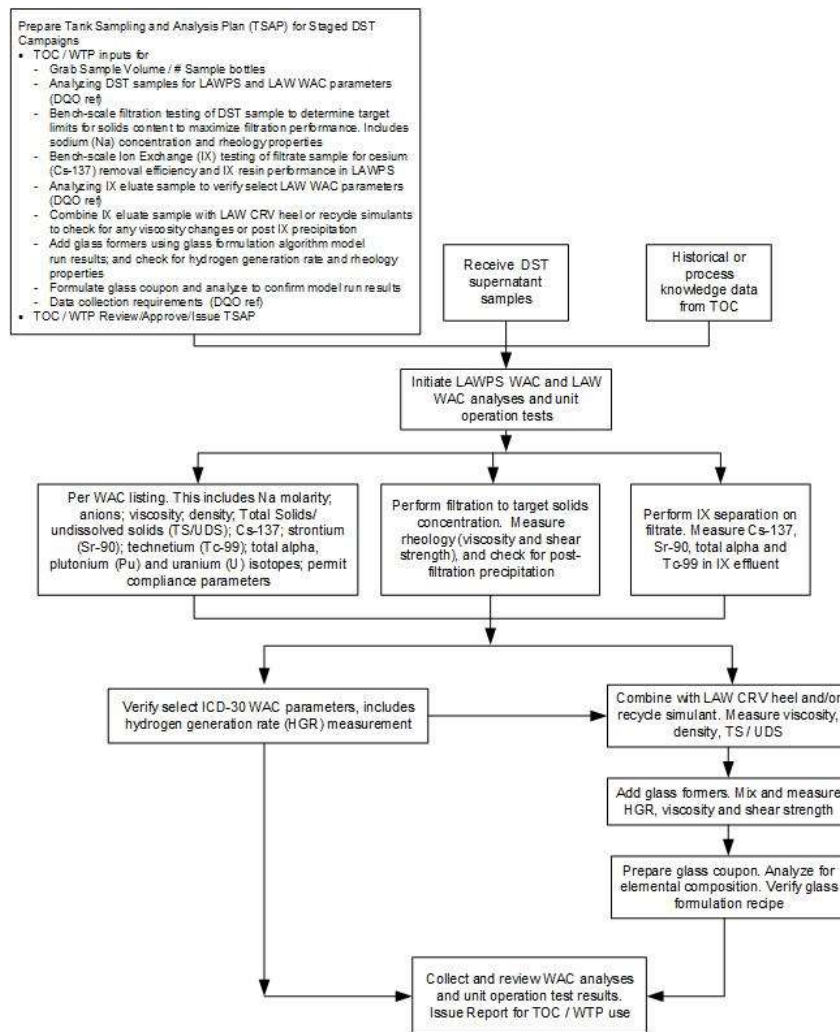 Prepare Tank Sampling and Analysis Plan (TSAP) for Staged DST
Campaigns
• TOC / WTP inputs for
- Grab Sample Volume / # Sample bottles
- Analyzing DST samples for LAWPS and LAW WAC parameters
(DQO ref)
- Bench-scale filtration testing of DST sample to determine target
limits for solids content to maximize filtration performance. Includes
sodium (Na) concentration and rheology properties
- Bench-scale Ion Exchange (IX) testing of filtrate sample for cesium
(Cs-137) removal efficiency and IX resin performance in LAWPS
- Analyzing IX eluate sample to verify select LAW WAC parameters
(DQO ref)
- Combine IX eluate sample with LAW CRV heel or recycle simulants
to check for any viscosity changes or post IX precipitation
- Add glass formers using glass formulation algorithm model
run results; and check for hydrogen generation rate and rheology
properties
- Formulate glass coupon and analyze to confirm model run results
- Data collection requirements (DQO ref)
• TOC / WTP Review/Approve/Issue TSAP
Receive DST
supernatant
samples
Historical or
process
knowledge data
from TOC
Initiate LAWPS WAC and LAW
WAC analyses and unit
operation tests
Per WAC listing. This includes Na molarity;
anions; viscosity; density; Total Solids/
undissolved solids (TS/UDS); Cs-137; strontium
(Sr-90); technetium (Tc-99); total alpha,
plutonium (Pu) and uranium (U) isotopes; permit
compliance parameters
Perform filtration to target solids
concentration. Measure
rheology (viscosity and shear
strength), and check for post-
filtration precipitation
Perform IX separation on
filtrate. Measure Cs-137,
Sr-90, total alpha and
Tc-99 in IX effluent
Verify select ICD-30 WAC parameters, includes
hydrogen generation rate (HGR) measurement
Combine with LAW CRV heel and/or
recycle simulant. Measure viscosity,
density, TS / UDS
Add glass formers. Mix and measure
HGR, viscosity and shear strength
Prepare glass coupon. Analyze for
elemental composition. Verify glass
formulation recipe
Collect and review WAC analyses
and unit operation test results.
Issue Report for TOC / WTP use